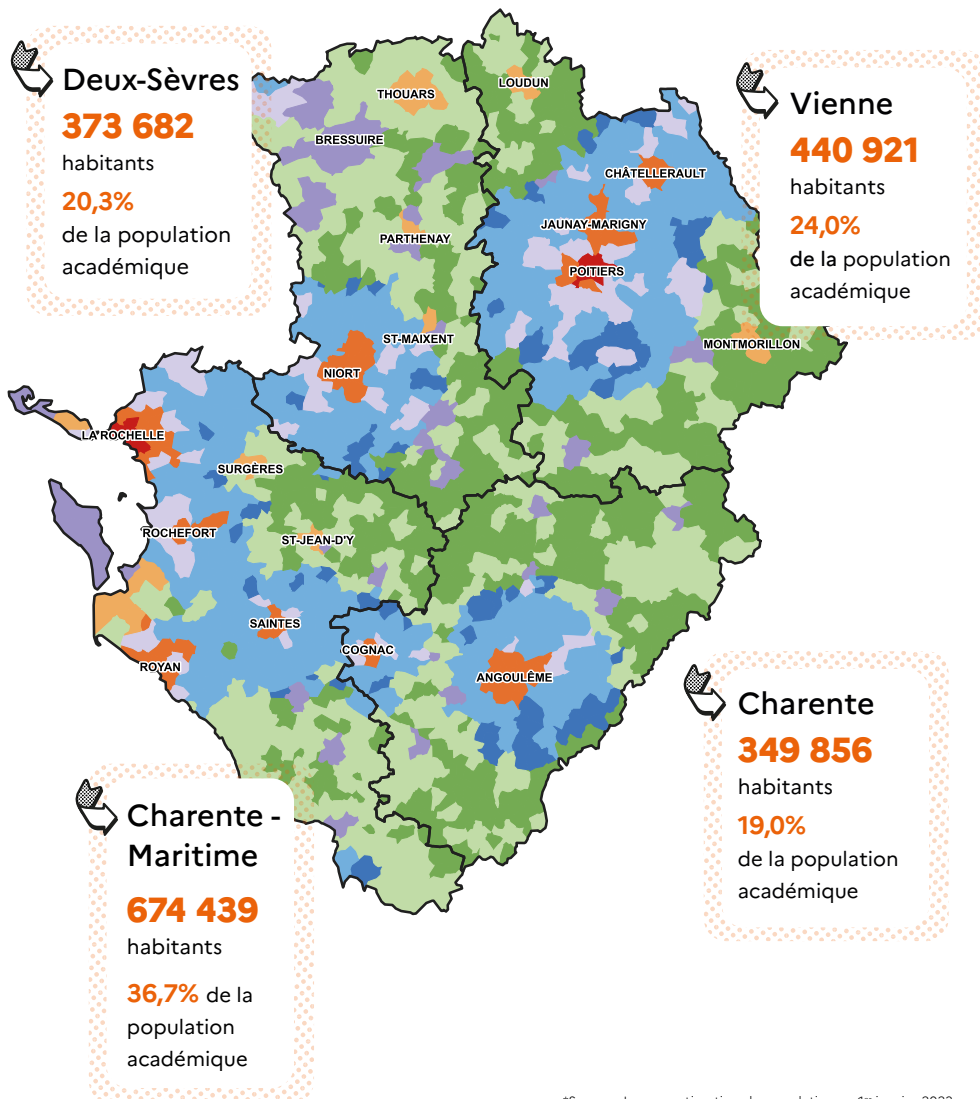 Deux-Sèvres
373 682
habitants
20,3%
de la population
académique
Vienne
440 921
habitants
24,0%
de la population
académique
THOUARS
LOUDUN
BRESSUIRE
CHÂTELLERAULT
JAUNAY-MARIGNY
PARTHENAY
POITIERS
ST-MAIXENT
MONTMORILLON
NIORT
LA ROCHELLE
SURGÈRES
ROCHEFORT
ST-JEAN-D'Y
SAINTES
COGNAC
ROYAN
ANGOULÊME
Charente
349 856
habitants
19,0%
de la population
académique
Charente -
Maritime
674 439
habitants
36,7% de la
population
académique